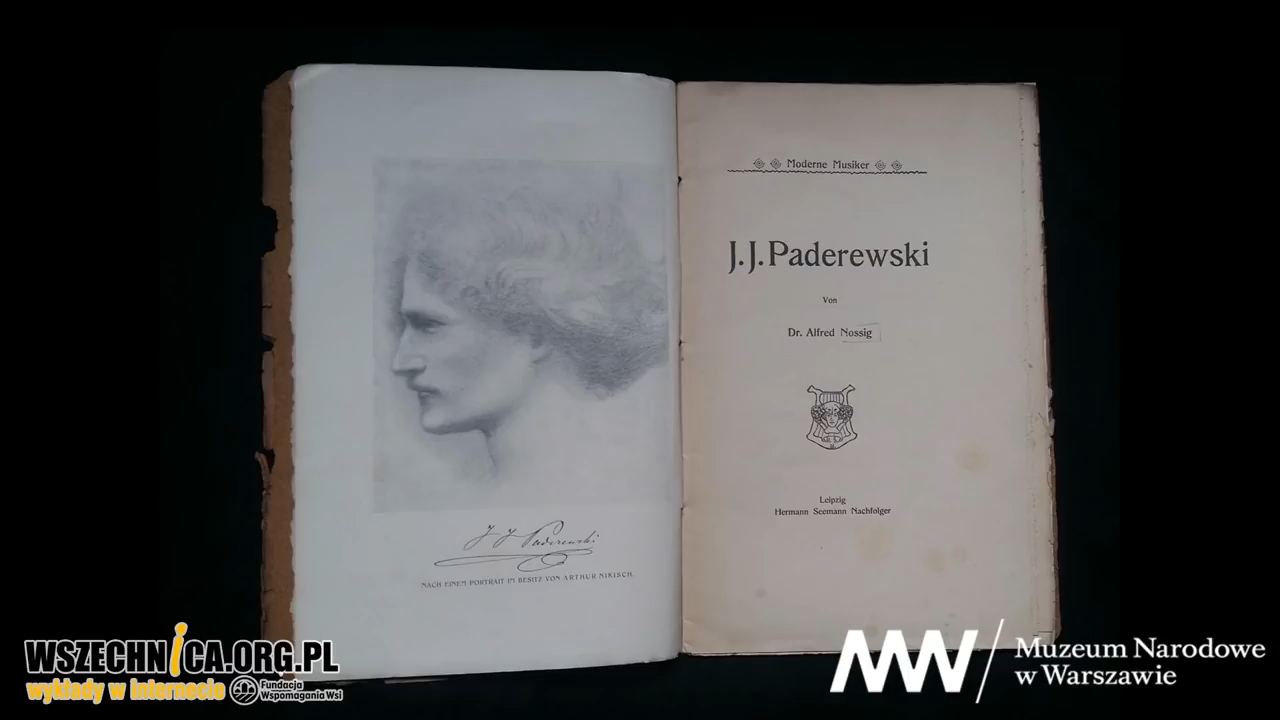 J J Paderewski
NACH EINEM PORTRAIT IM BESITZ VON ARTHUR NIKISCH.
Moderne Musiker
J.J.Paderewski
Von
Dr. Alfred Nossig
Leipzig
Hermann Seemann Nachfolger
WSZECHNICA.ORG.PL
wykłady w internecie
Fundacja
Wspomagania Wsi
Muzeum Narodowe
w Warszawie